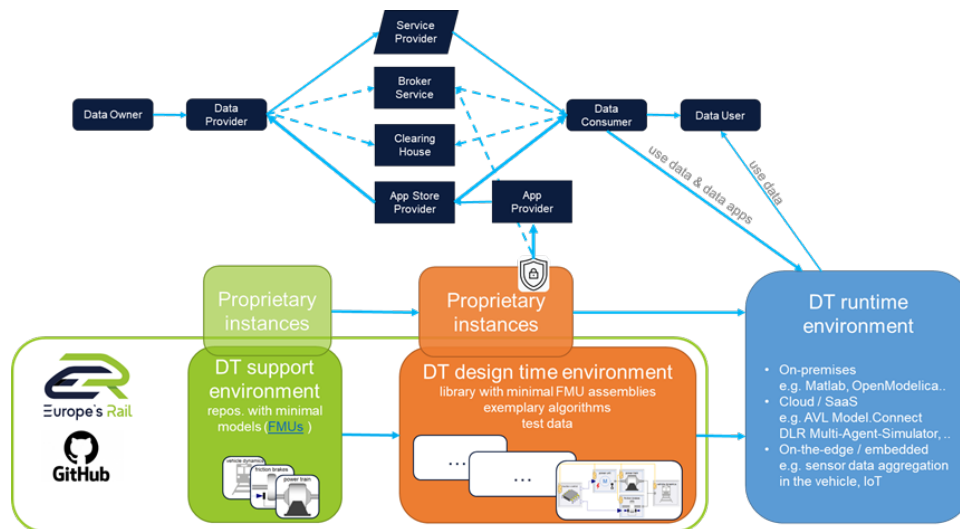 Service
Provider
Broker
Service
Data Owner
Data
Provider
Data
Consumer
Data User
Clearing
House
App Store
Provider
App
Provider
use data & data apps
use data
Proprietary
instances
Proprietary
instances
DT runtime
environment
• On-premises
e.g. Matlab, OpenModelica..
• Cloud / SaaS
e.g. AVL Model.Connect
DLR Multi-Agent-Simulator, ..
• On-the-edge / embedded
e.g. sensor data aggregation
in the vehicle, IoT
Europe's Rail
GitHub
DT support
environment
repos. with minimal
models (FMUs )
vehicle dynamics
friction brakes
power train
DT design time environment
library with minimal FMU assemblies
exemplary algorithms
test data
...
...